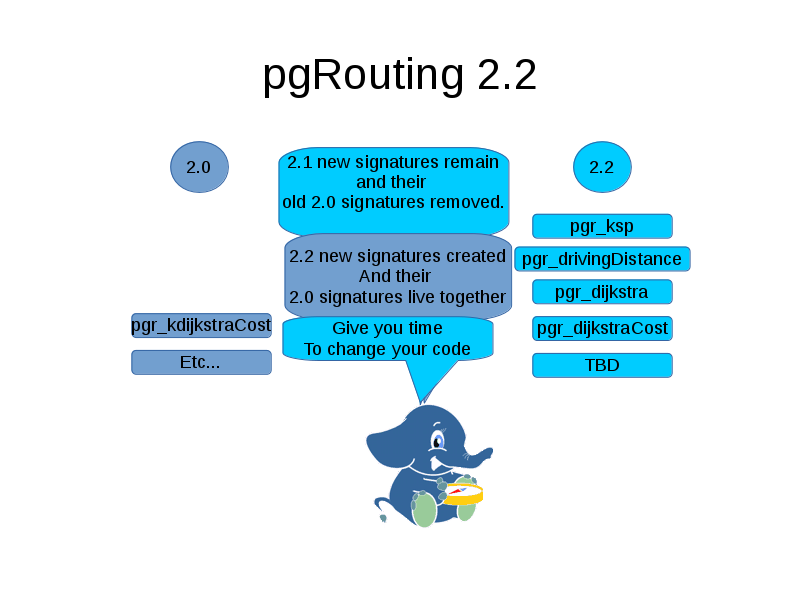 pgRouting 2.2
2.0
2.1 new signatures remain
and their
old 2.0 signatures removed.
2.2 new signatures created
And their
2.0 signatures live together
Give you time
To change your code
pgr_kdijkstraCost
Etc...
2.2
pgr_ksp
pgr_drivingDistance
pgr_dijkstra
pgr_dijkstraCost
TBD